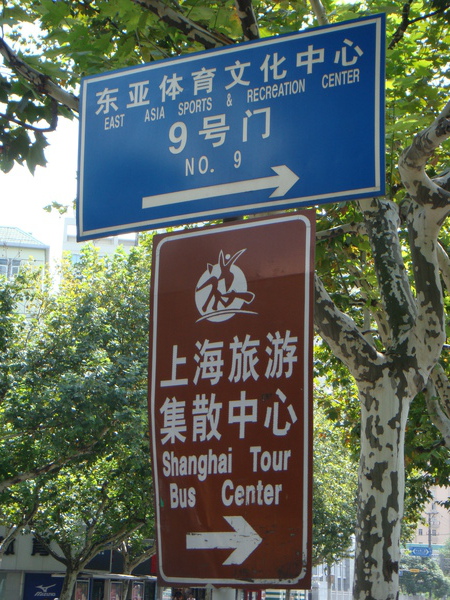 东亚体育文化中心
EAST ASIA SPORTS & RECREATION CENTER
9号门
NO. 9
上海旅游
集散中心
Shanghai Tour
Bus Center
MIZUNO